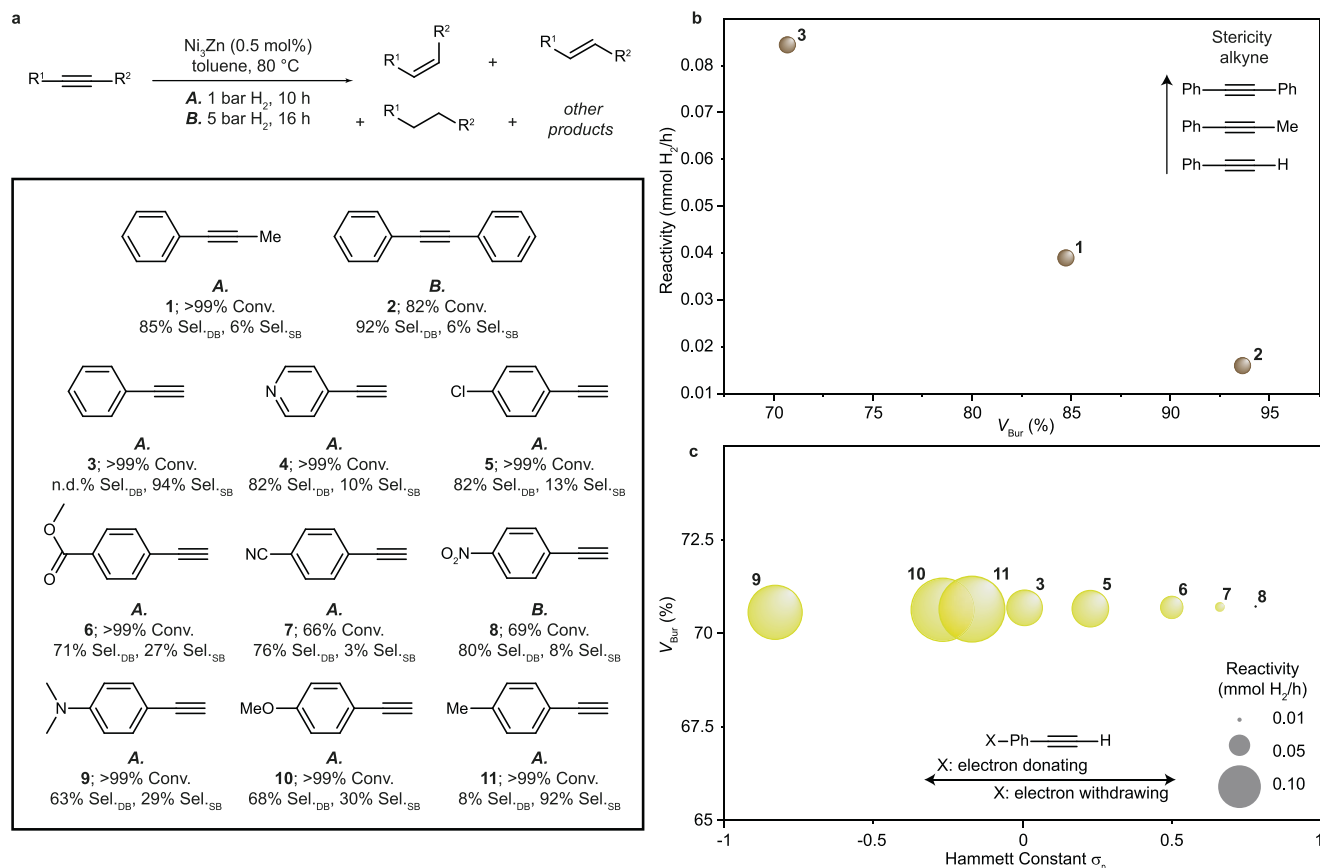 a
R¹
R²
Ni₃Zn (0.5 mol%)
toluene, 80 °C
A. 1 bar H₂, 10 h
B. 5 bar H₂, 16 h
R¹
R²
+
R¹
R²
+
R¹
R²
+
other
products
Me
A.
1; >99% Conv.
85% Sel.DB, 6% Sel.SB
B.
2; 82% Conv.
92% Sel.DB, 6% Sel.SB
A.
3; >99% Conv.
n.d.% Sel.DB, 94% Sel.SB
N
A.
4; >99% Conv.
82% Sel.DB, 10% Sel.SB
Cl
A.
5; >99% Conv.
82% Sel.DB, 13% Sel.SB
O
O
A.
6; >99% Conv.
71% Sel.DB, 27% Sel.SB
NC
A.
7; 66% Conv.
76% Sel.DB, 3% Sel.SB
O₂N
B.
8; 69% Conv.
80% Sel.DB, 8% Sel.SB
N
A.
9; >99% Conv.
63% Sel.DB, 29% Sel.SB
MeO
A.
10; >99% Conv.
68% Sel.DB, 30% Sel.SB
Me
A.
11; >99% Conv.
8% Sel.DB, 92% Sel.SB
b
Reactivity (mmol H₂/h)
0.08
0.07
0.06
0.05
0.04
0.03
0.02
0.01
3
1
2
Stericity
alkyne
Ph Ph
Ph Me
Ph H
70 75 80 85 90 95
VBur (%)
c
VBur (%)
72.5
70
67.5
65
9
10
11
3
5
6
7
8
Reactivity
(mmol H₂/h)
0.01
0.05
0.10
X-Ph H
X: electron donating
X: electron withdrawing
-1 -0.5 0 0.5 1
Hammett Constant σp